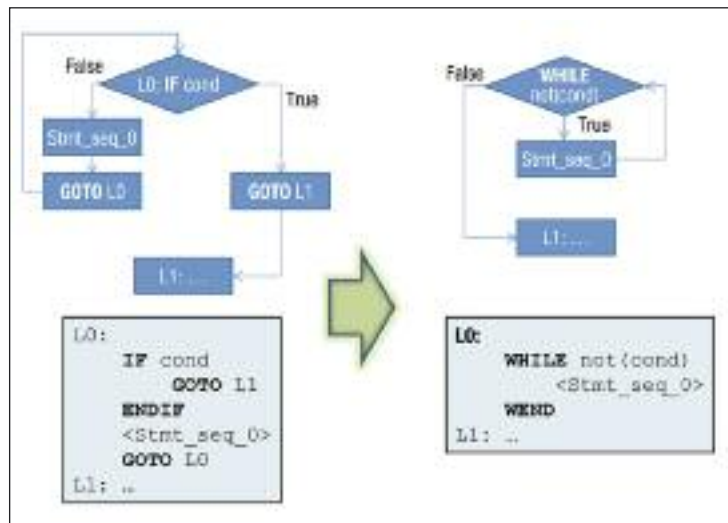 False
L0: IF cond
True
Stmt_seq_0
GOTO L0
GOTO L1
L1: ...
False
WHILE
not(cond)
True
Stmt_seq_0
L1: ...
L0:
IF cond
GOTO L1
ENDIF
<Stmt_seq_0>
GOTO L0
L1: …
L0:
WHILE not(cond)
<Stmt_seq_0>
WEND
L1: …